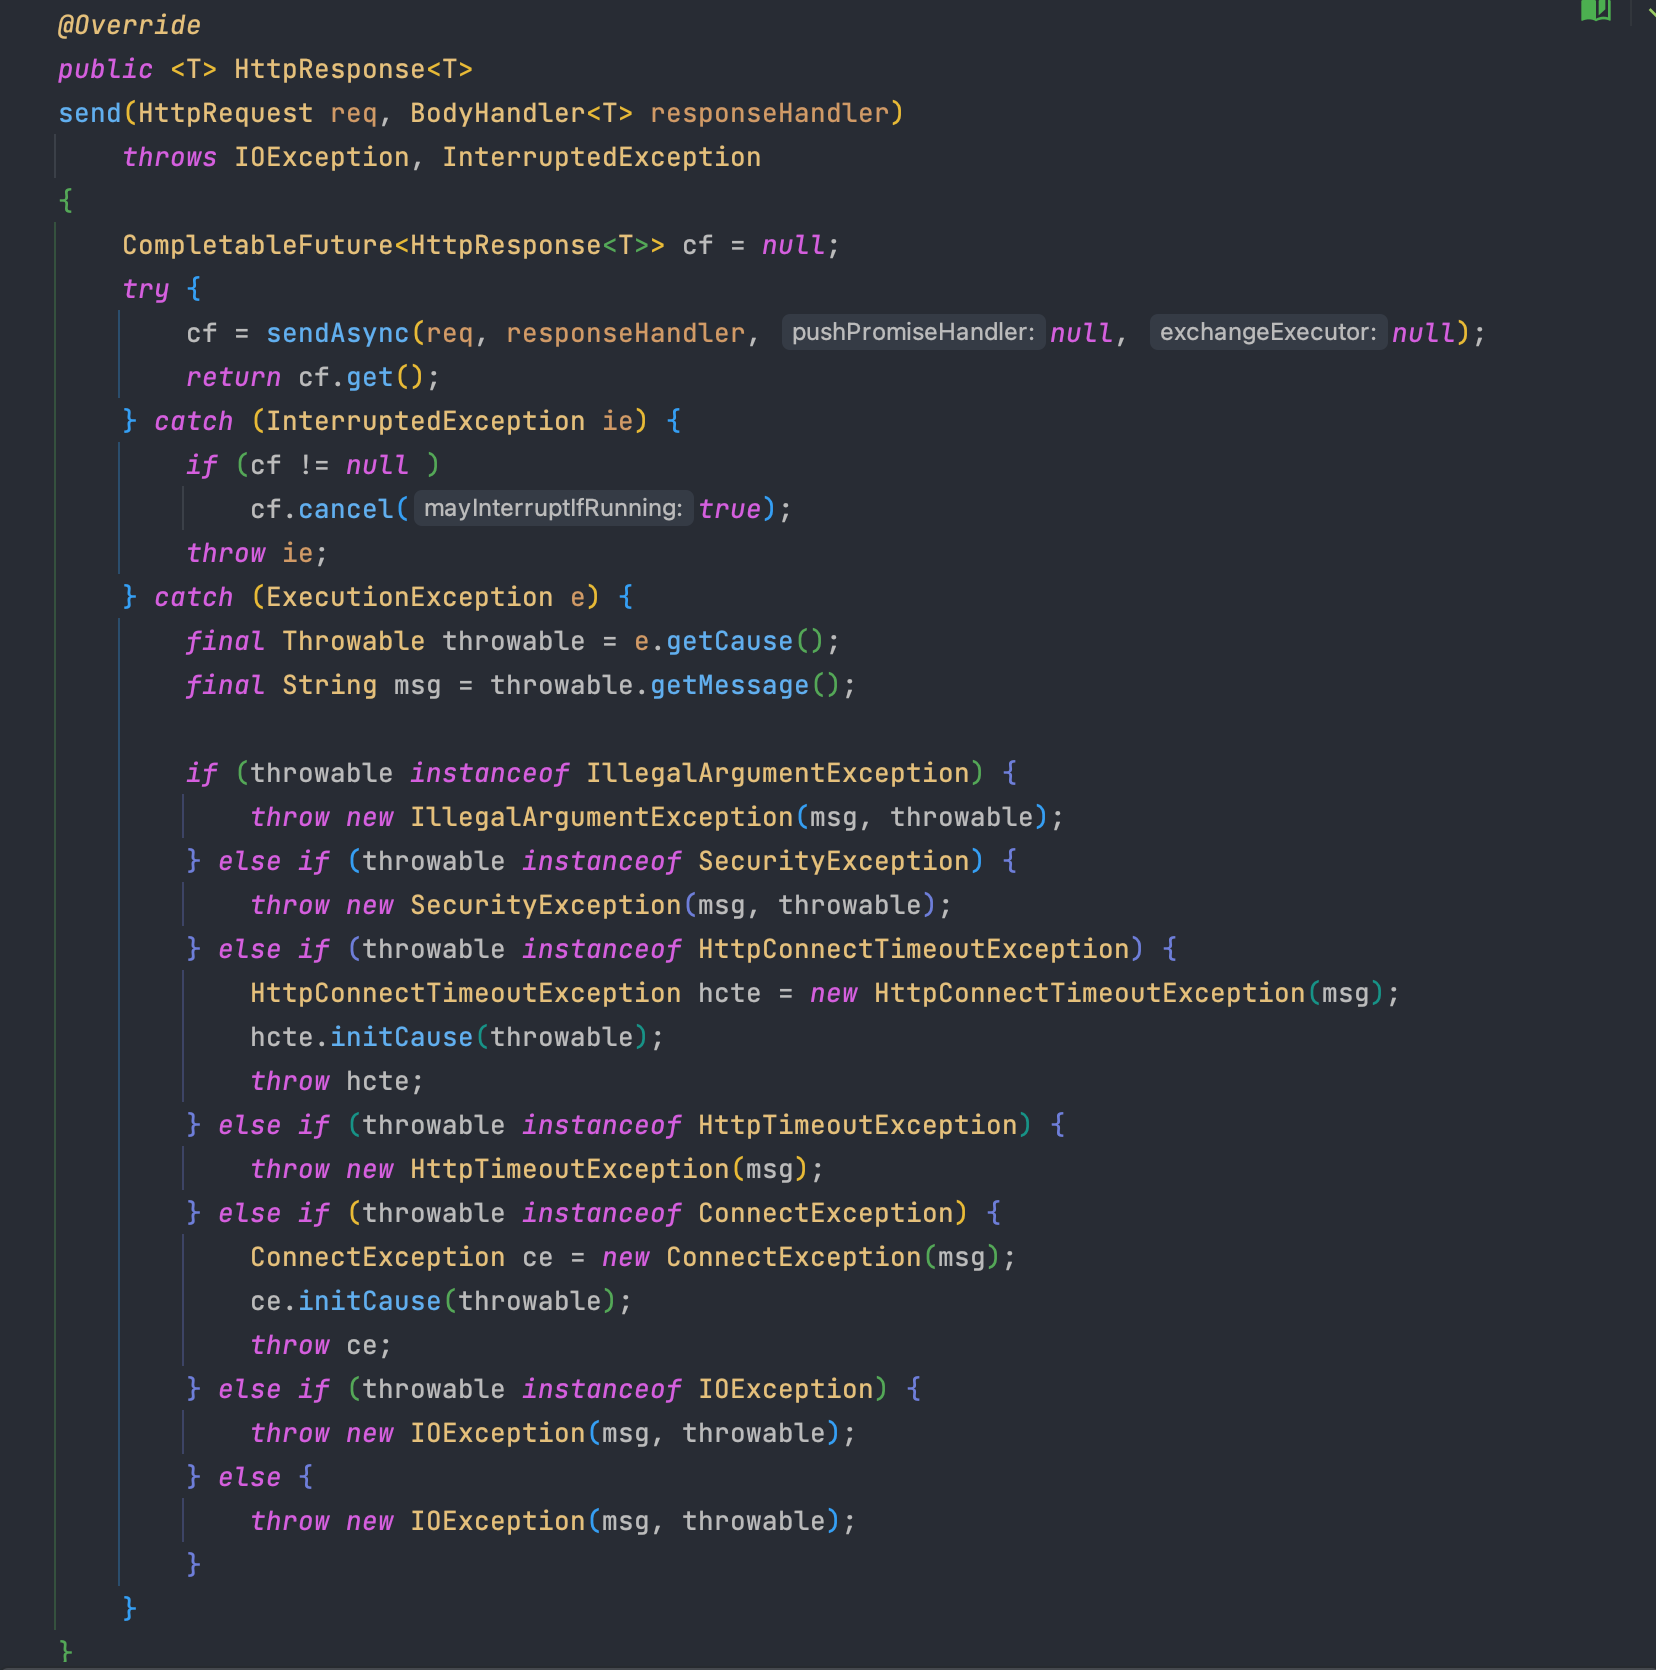 @Override
public <T> HttpResponse<T>
send(HttpRequest req, BodyHandler<T> responseHandler)
    throws IOException, InterruptedException
{
    CompletableFuture<HttpResponse<T>> cf = null;
    try {
        cf = sendAsync(req, responseHandler, pushPromiseHandler: null, exchangeExecutor: null);
        return cf.get();
    } catch (InterruptedException ie) {
        if (cf != null )
            cf.cancel( mayInterruptIfRunning: true);
        throw ie;
    } catch (ExecutionException e) {
        final Throwable throwable = e.getCause();
        final String msg = throwable.getMessage();

        if (throwable instanceof IllegalArgumentException) {
            throw new IllegalArgumentException(msg, throwable);
        } else if (throwable instanceof SecurityException) {
            throw new SecurityException(msg, throwable);
        } else if (throwable instanceof HttpConnectTimeoutException) {
            HttpConnectTimeoutException hcte = new HttpConnectTimeoutException(msg);
            hcte.initCause(throwable);
            throw hcte;
        } else if (throwable instanceof HttpTimeoutException) {
            throw new HttpTimeoutException(msg);
        } else if (throwable instanceof ConnectException) {
            ConnectException ce = new ConnectException(msg);
            ce.initCause(throwable);
            throw ce;
        } else if (throwable instanceof IOException) {
            throw new IOException(msg, throwable);
        } else {
            throw new IOException(msg, throwable);
        }
    }
}